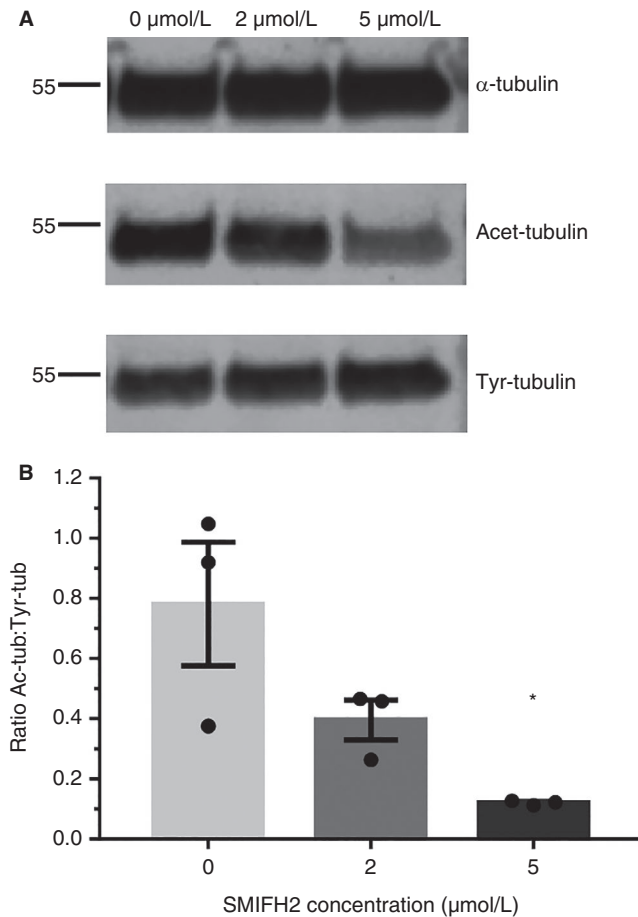 A
0 μmol/L 2 μmol/L 5 μmol/L
55 α-tubulin
55 Acet-tubulin
55 Tyr-tubulin
B
1.2
1.0
0.8
0.6
0.4
0.2
0.0
Ratio Ac-tub:Tyr-tub
*
0 2 5
SMIFH2 concentration (μmol/L)